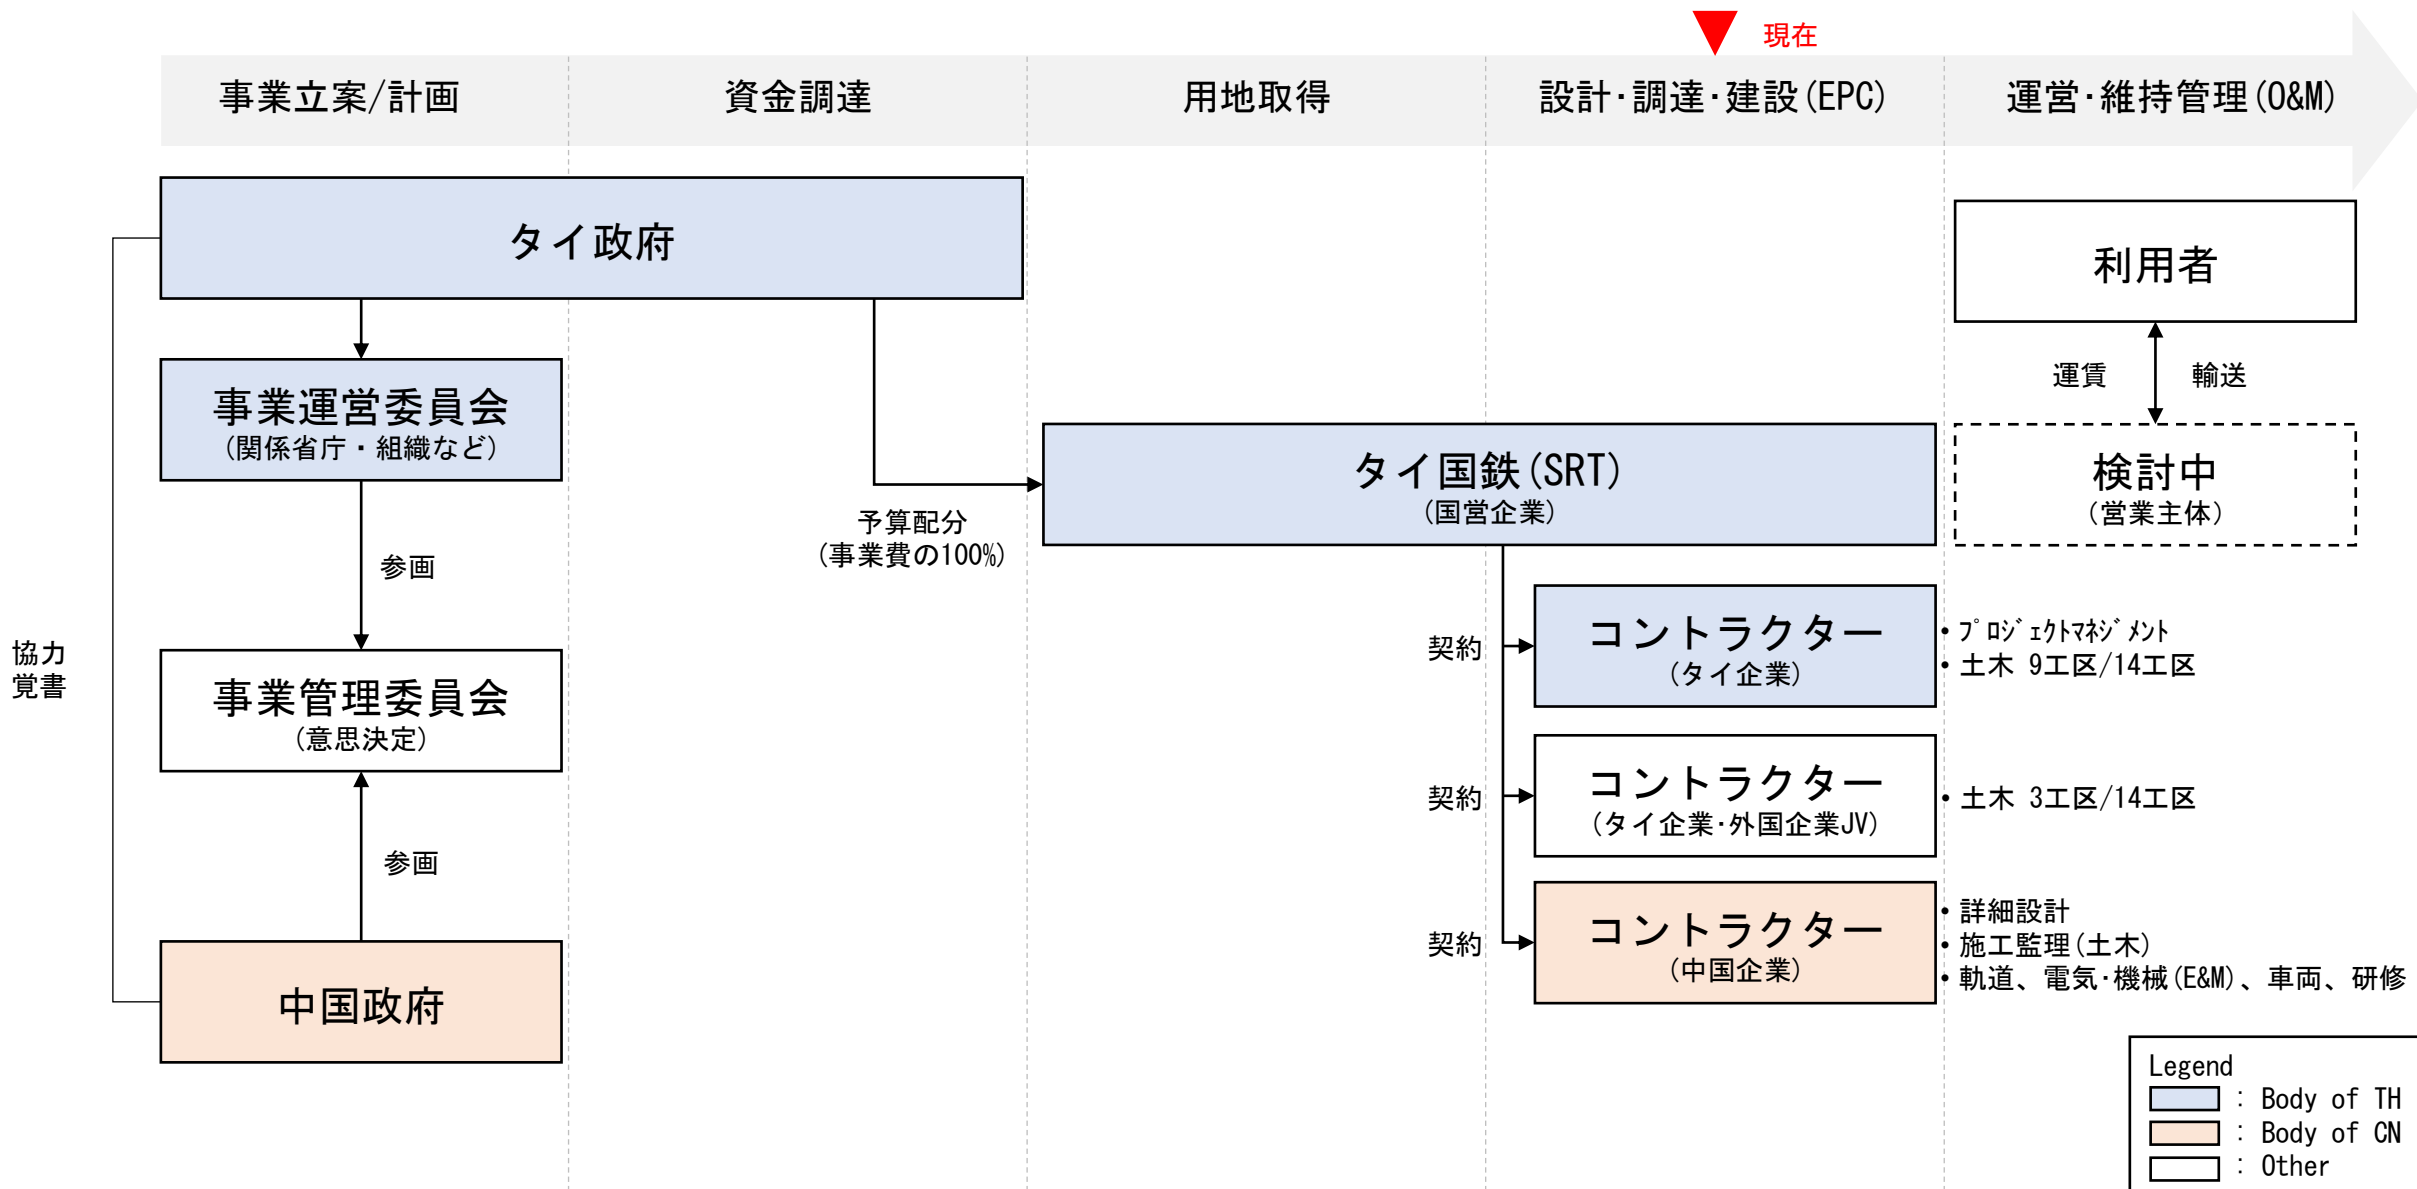 現在
事業立案/計画
資金調達
用地取得
設計・調達・建設(EPC)
運営・維持管理(O&M)
タイ政府
利用者
運賃
輸送
事業運営委員会
(関係省庁・組織など)
タイ国鉄(SRT)
(国営企業)
検討中
(営業主体)
予算配分
(事業費の100%)
参画
協力
覚書
事業管理委員会
(意思決定)
参画
中国政府
契約
コントラクター
(タイ企業)
• プロジェクトマネジメント
• 土木 9工区/14工区
契約
コントラクター
(タイ企業・外国企業JV)
• 土木 3工区/14工区
契約
コントラクター
(中国企業)
• 詳細設計
• 施工監理(土木)
• 軌道、電気・機械(E&M)、車両、研修
Legend
: Body of TH
: Body of CN
: Other